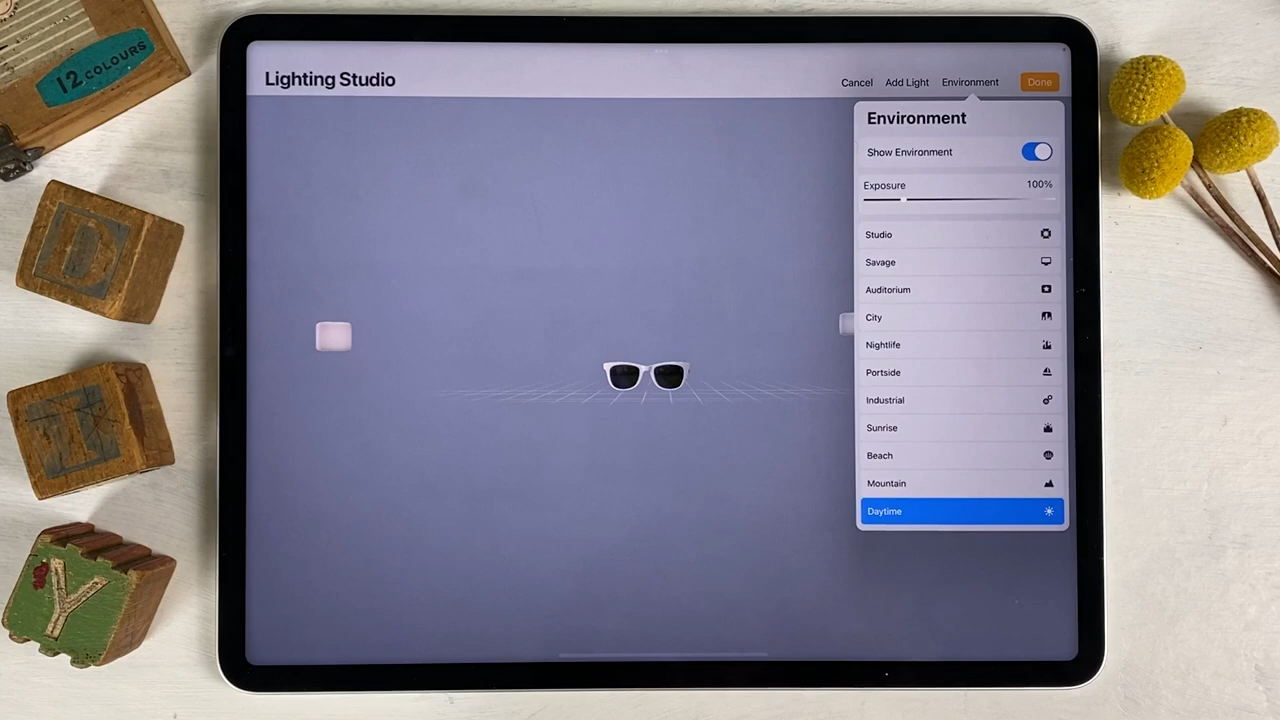 12 COLOURS
Lighting Studio
Cancel
Add Light
Environment
Done
Environment
Show Environment
Exposure
100%
Studio
Savage
Auditorium
City
Nightlife
Portside
Industrial
Sunrise
Beach
Mountain
Daytime
D
I
Y